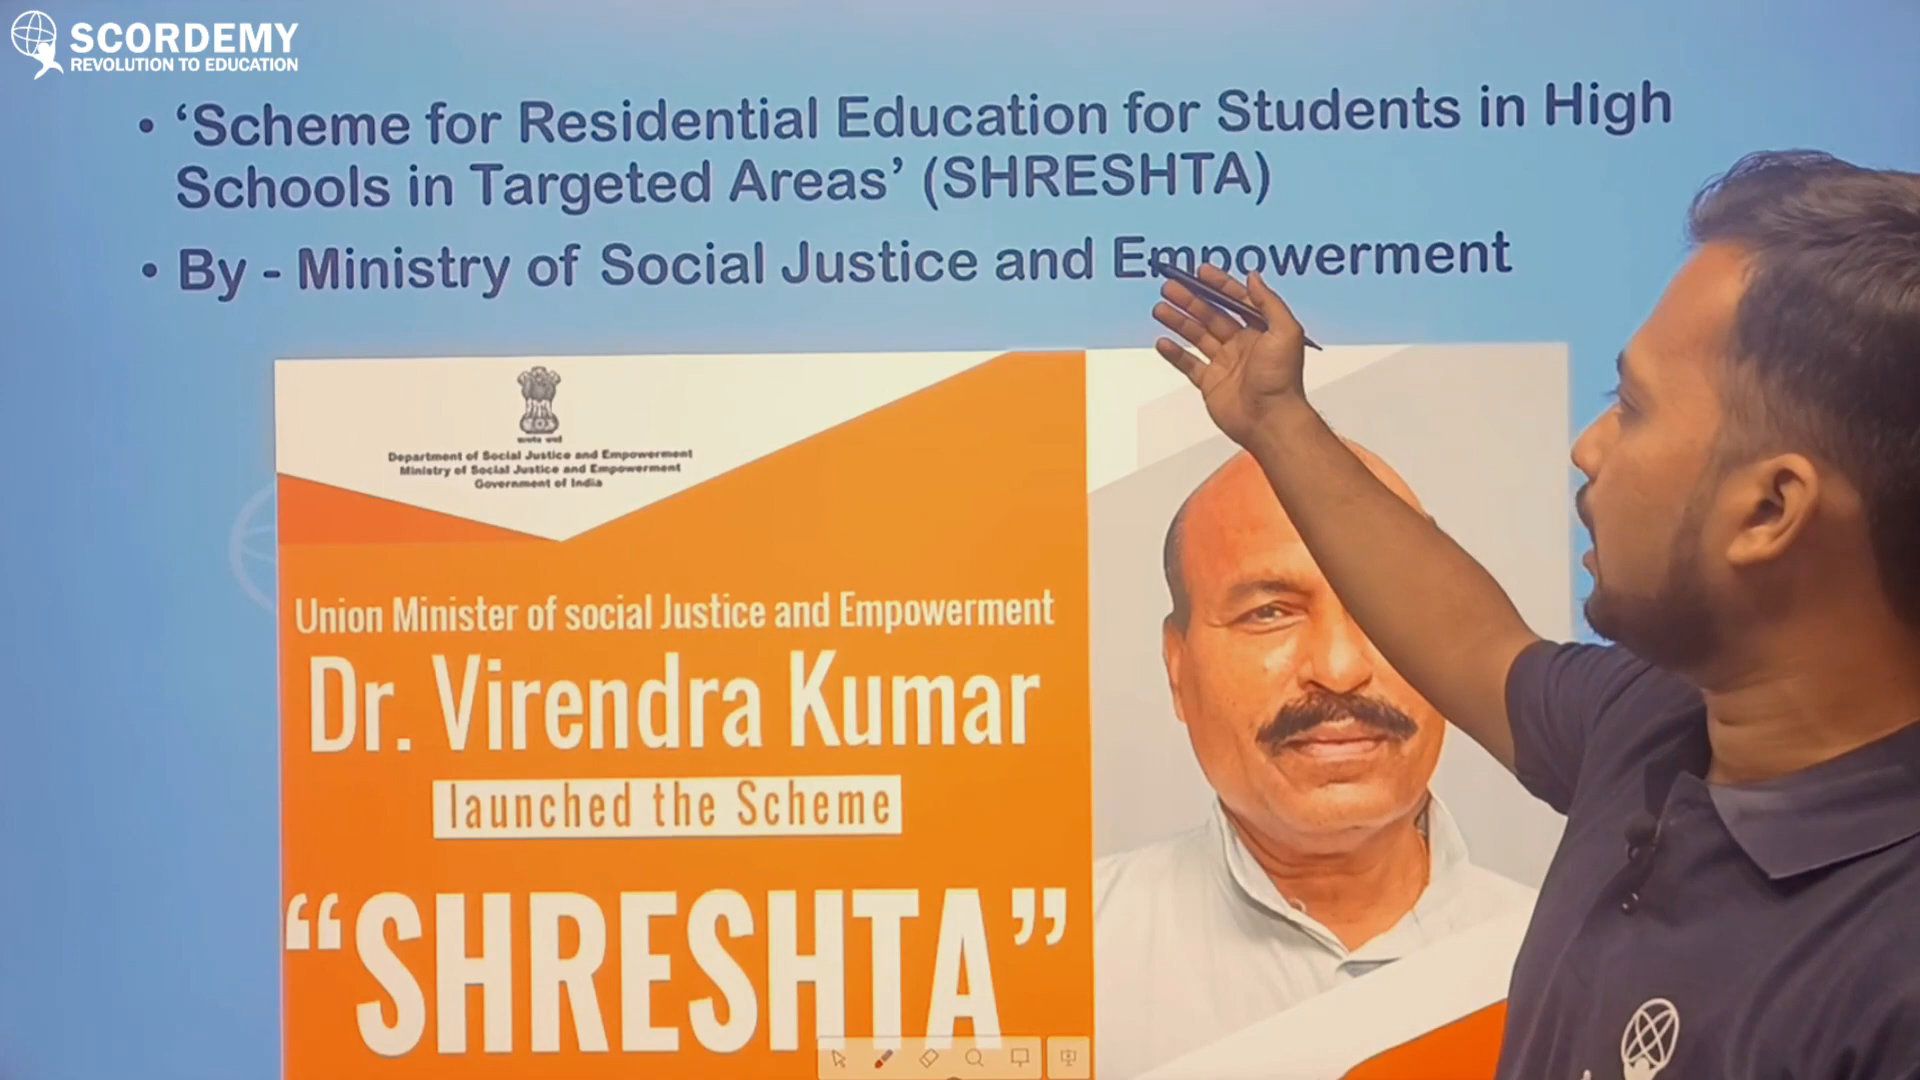 SCORDEMY
REVOLUTION TO EDUCATION
• ‘Scheme for Residential Education for Students in High
Schools in Targeted Areas’ (SHRESHTA)
• By - Ministry of Social Justice and Empowerment
Department of Social Justice and Empowerment
Ministry of Social Justice and Empowerment
Government of India
Union Minister of social Justice and Empowerment
Dr. Virendra Kumar
launched the Scheme
“SHRESHTA”